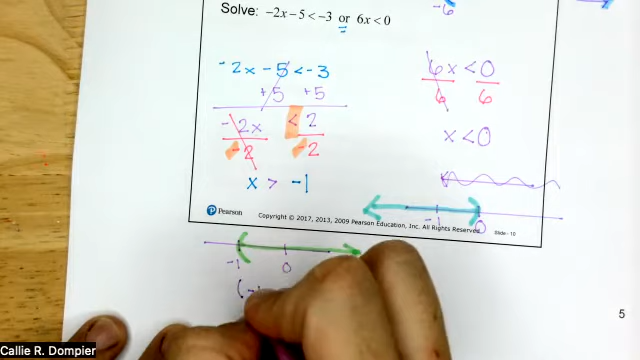 -6
Solve: -2x-5<-3 or 6x<0
-2x-5<-3
+5 +5
-2x < 2
-2 -2
x > -1
6x<0
6 6
x<0
-1 0
Pearson
Copyright © 2017, 2013, 2009 Pearson Education, Inc. All Rights Reserved
Slide - 10
-1 0
(-1
5
Callie R. Dompier